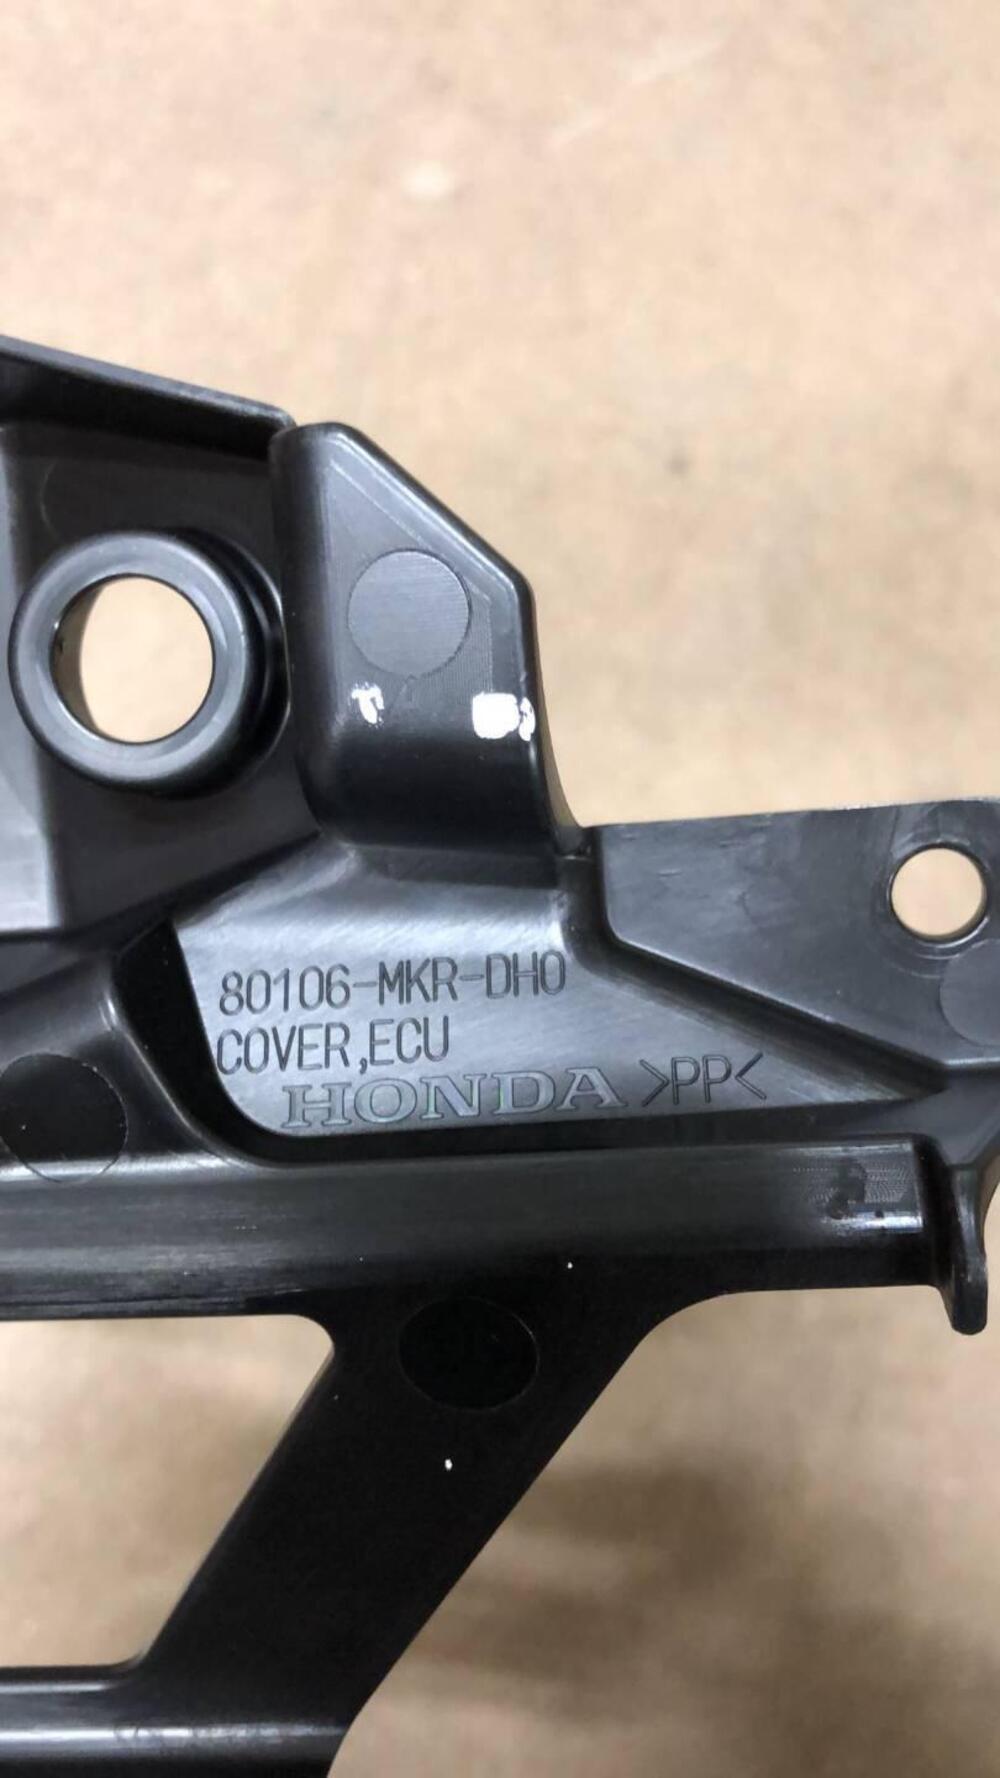 80106-MKR-DH0
COVER,ECU
HONDA >PP<